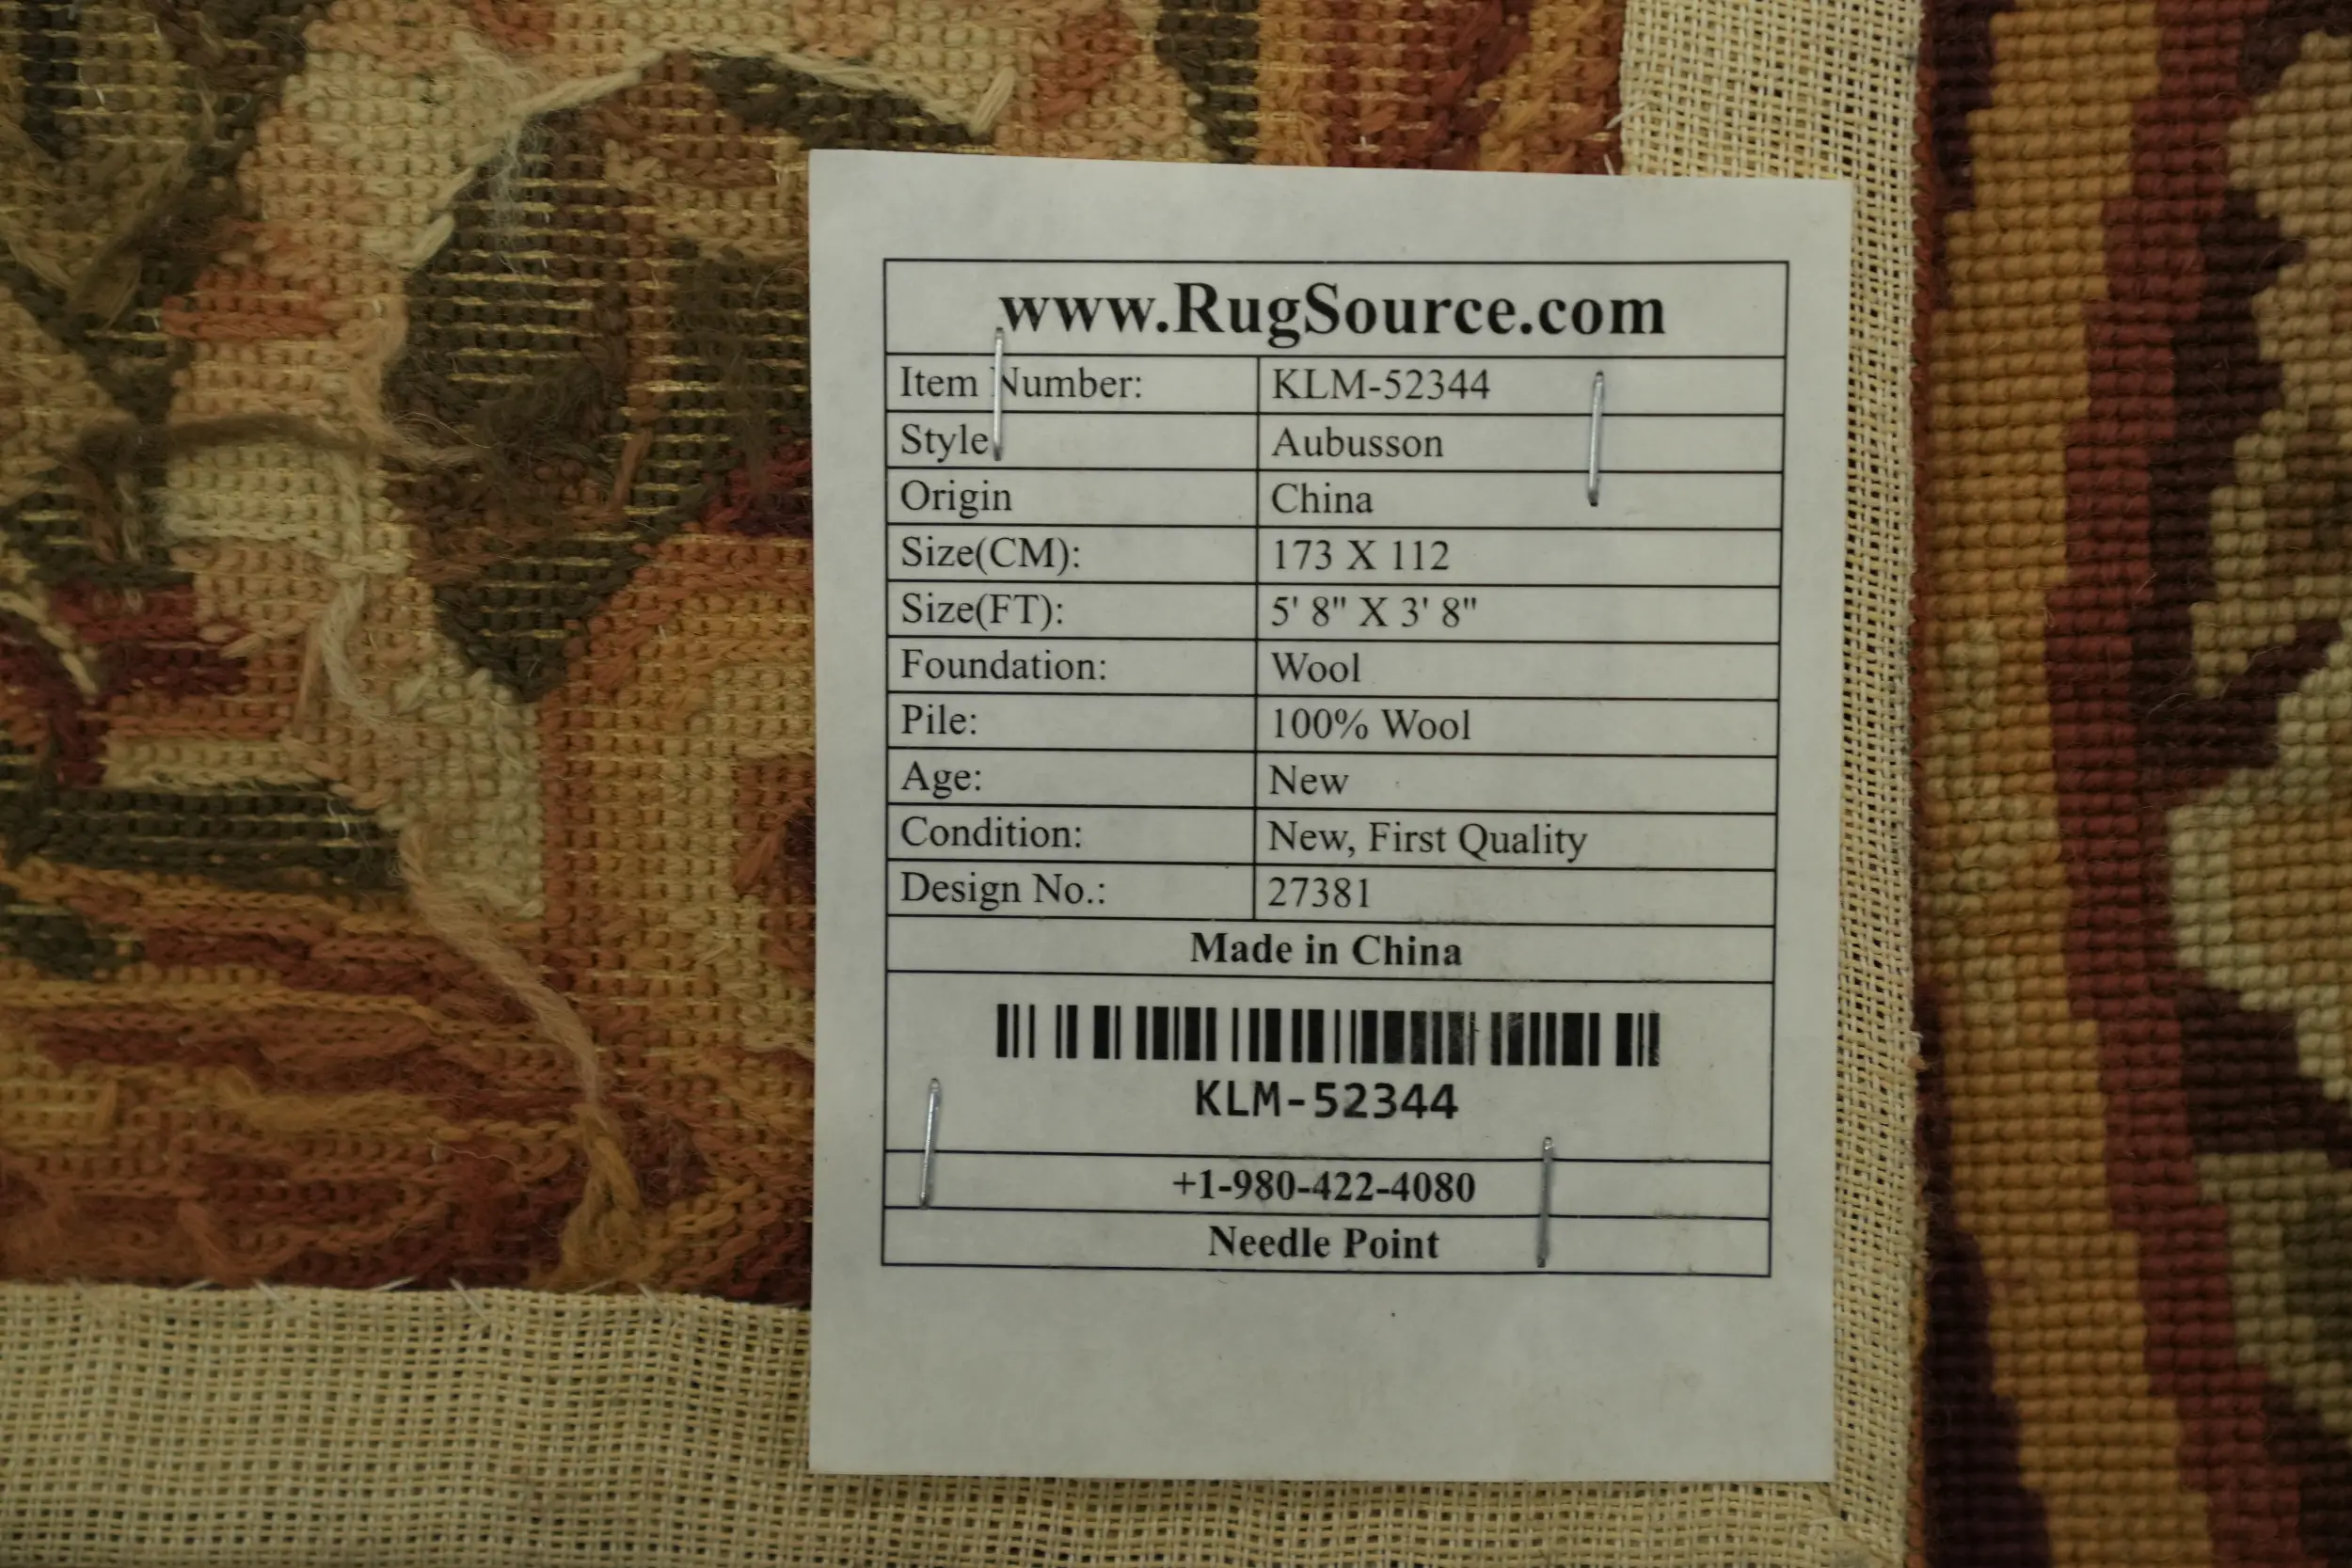 www.RugSource.com
Item Number: KLM-52344
Style Aubusson
Origin China
Size(CM): 173 X 112
Size(FT): 5' 8" X 3' 8"
Foundation: Wool
Pile: 100% Wool
Age: New
Condition: New, First Quality
Design No.: 27381
Made in China
KLM-52344
+1-980-422-4080
Needle Point